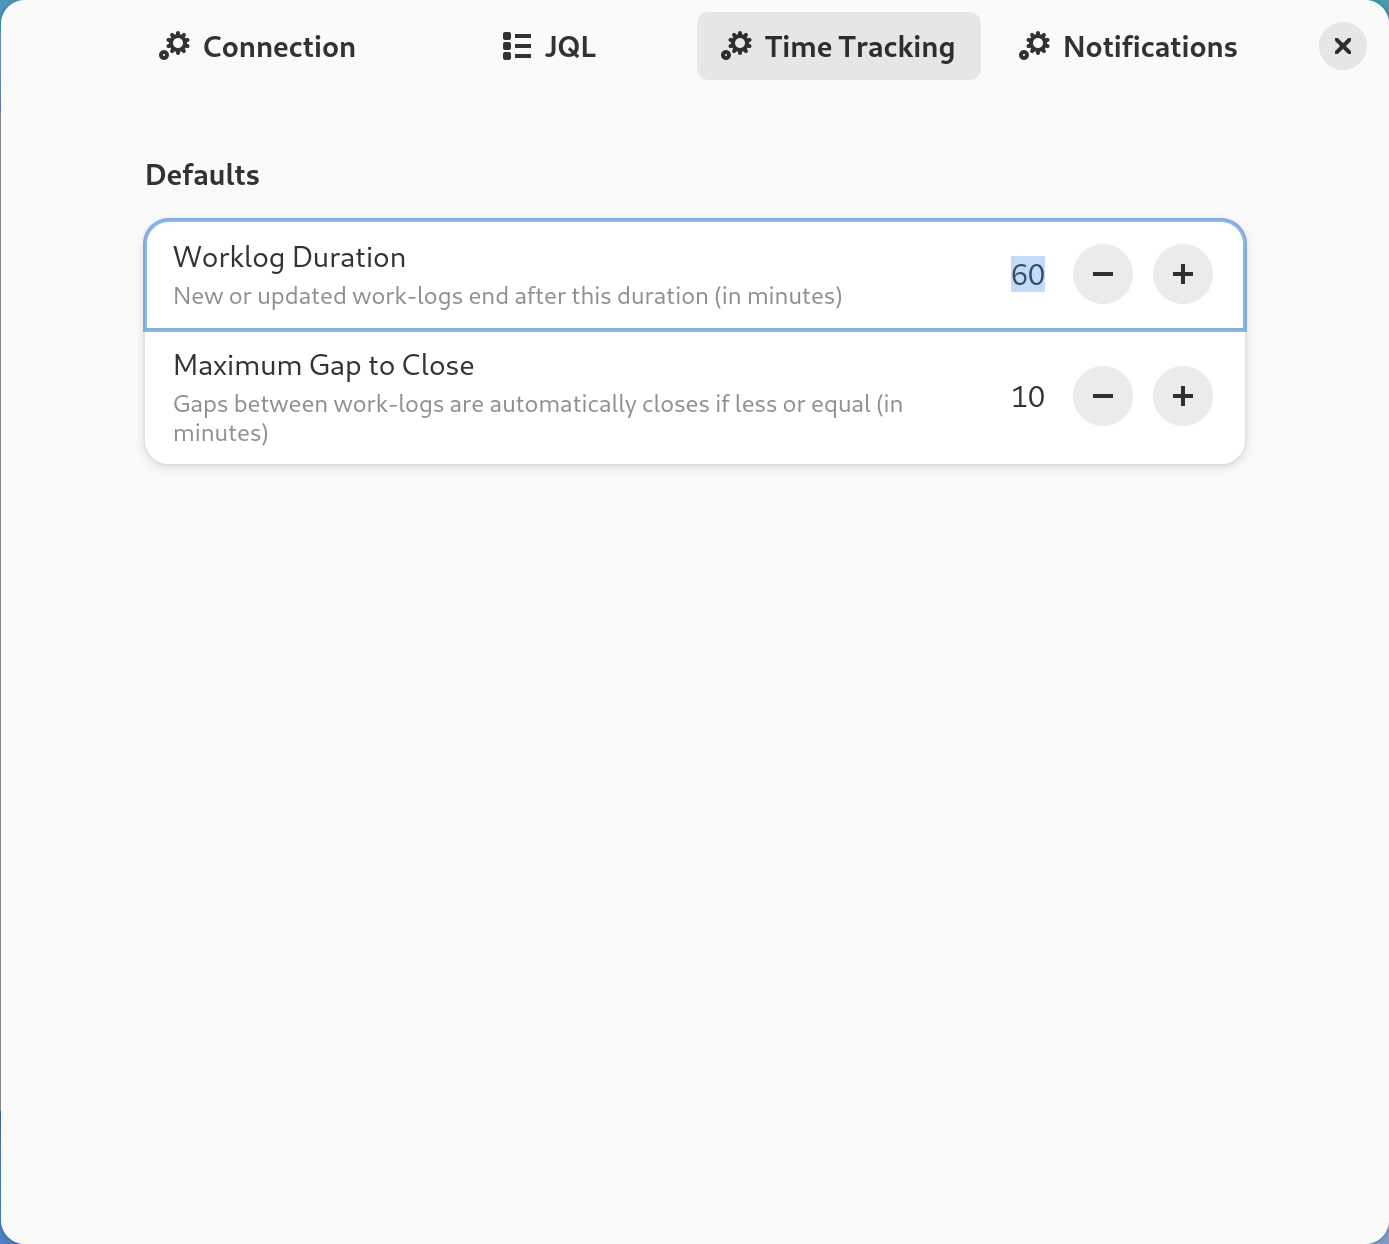 Connection
JQL
Time Tracking
Notifications
Defaults
Worklog Duration
New or updated work-logs end after this duration (in minutes)
60
Maximum Gap to Close
Gaps between work-logs are automatically closes if less or equal (in
minutes)
10